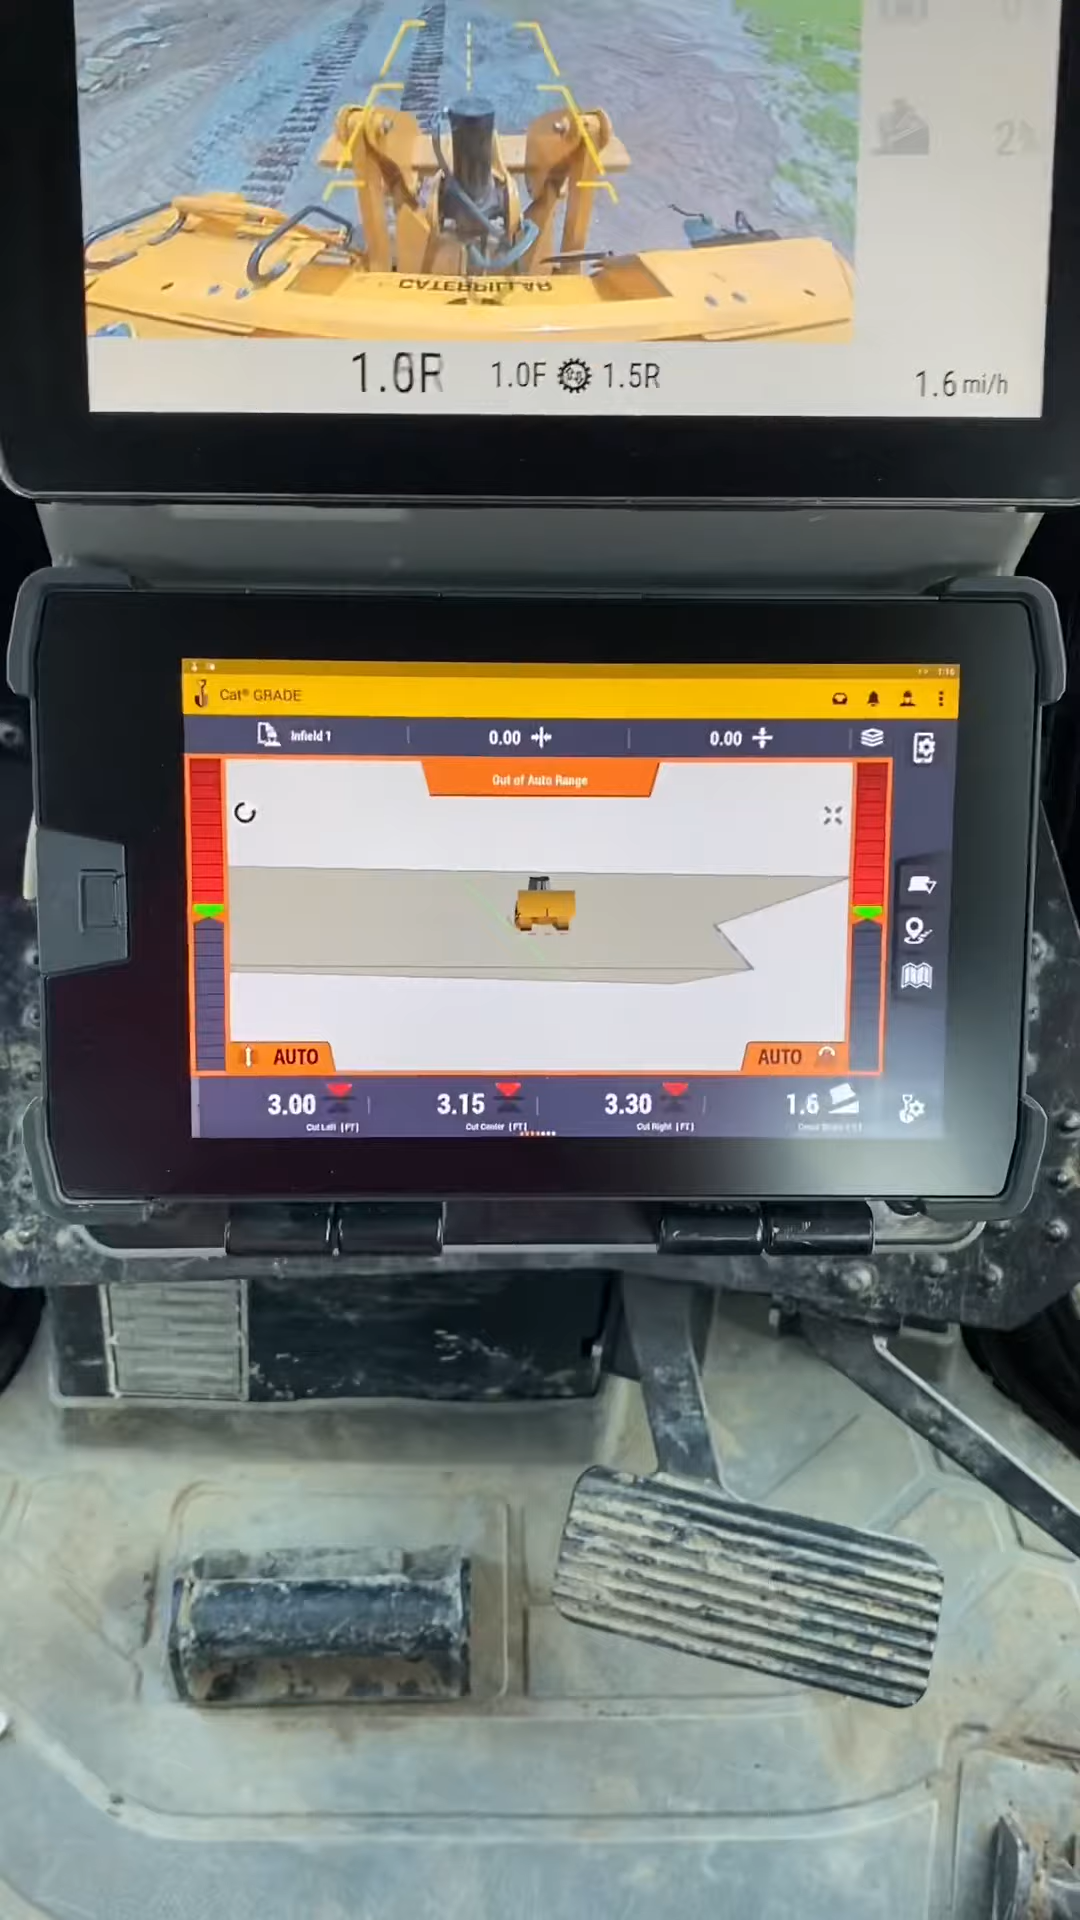 CATERPILLAR
1.0F 1.5R
1.6 mi/h
1:16
Cat® GRADE
Infield 1
0.00
0.00
Out of Auto Range
AUTO
AUTO
3.00
3.15
3.30
1.6
Cut Left [FT]
Cut Center [FT]
Cut Right [FT]